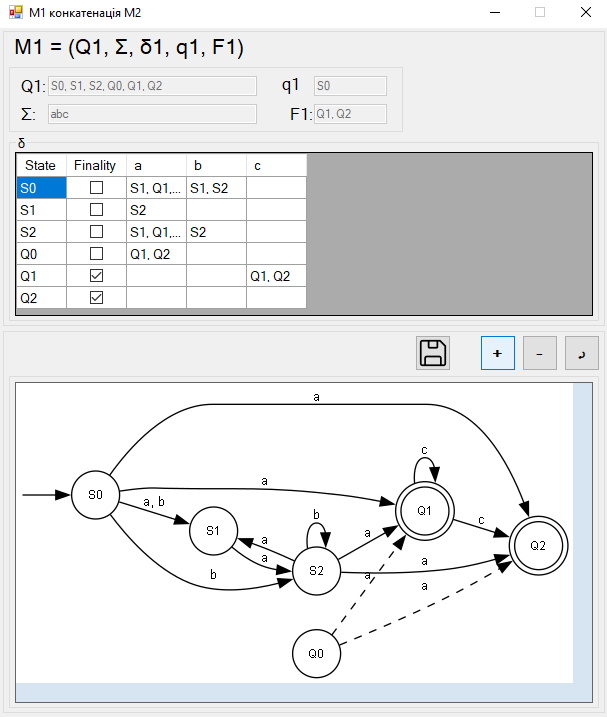 M1 конкатенація M2
M1 = (Q1, Σ, δ1, q1, F1)
Q1: S0, S1, S2, Q0, Q1, Q2 q1 S0
Σ: abc F1: Q1, Q2
δ
State Finality a b c
S0 S1, Q1,... S1, S2
S1 S2
S2 S1, Q1,... S2
Q0 Q1, Q2
Q1 Q1, Q2
Q2
+ -
a
c
S0 a
a, b Q1
S1 b a c
a Q2
a S2 a
b a
a
Q0